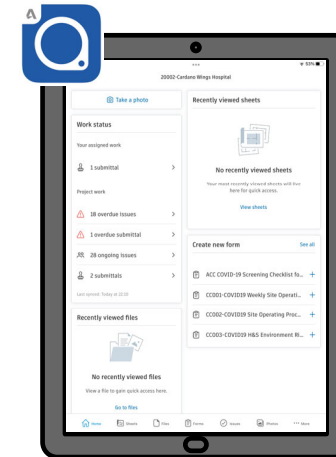 A
53%
20002-Cardano Wings Hospital
Take a photo
Work status
Your assigned work
1 submittal
Project work
18 overdue issues
1 overdue submittal
28 ongoing issues
2 submittals
Last synced: Today at 20:20
Recently viewed files
No recently viewed files
View a file to gain quick access here.
Go to files
Recently viewed sheets
No recently viewed sheets
Your most recently viewed sheets will live
here for quick access.
View sheets
Create new form
See all
ACC COVID-19 Screening Checklist fo...
CC001-COVID19 Weekly Site Operati...
CC002-COVID19 Site Operating Proc...
CC003-COVID19 H&S Environment Ri...
Home Sheets Files Forms Issues Photos More